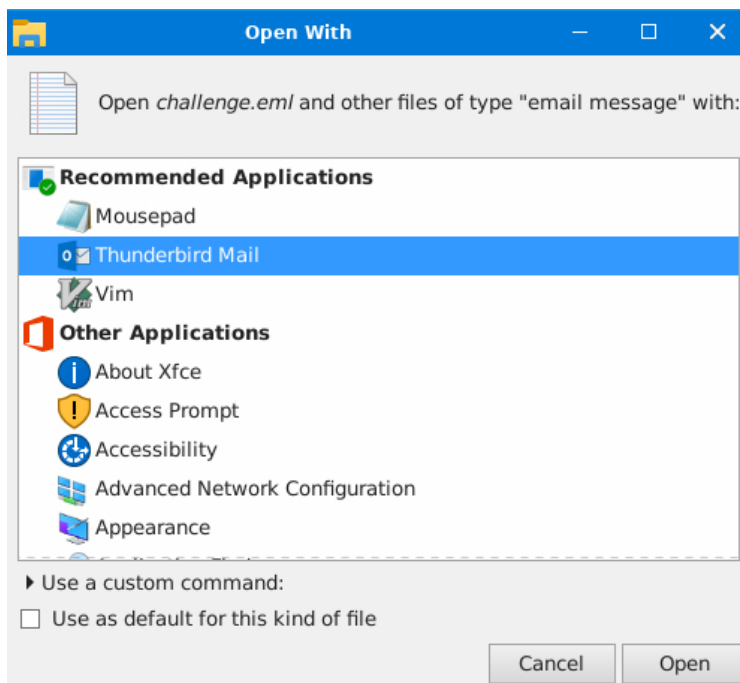 Open With
Open challenge.eml and other files of type "email message" with:
Recommended Applications
Mousepad
Thunderbird Mail
Vim
Other Applications
About Xfce
Access Prompt
Accessibility
Advanced Network Configuration
Appearance
Use a custom command:
Use as default for this kind of file
Cancel
Open